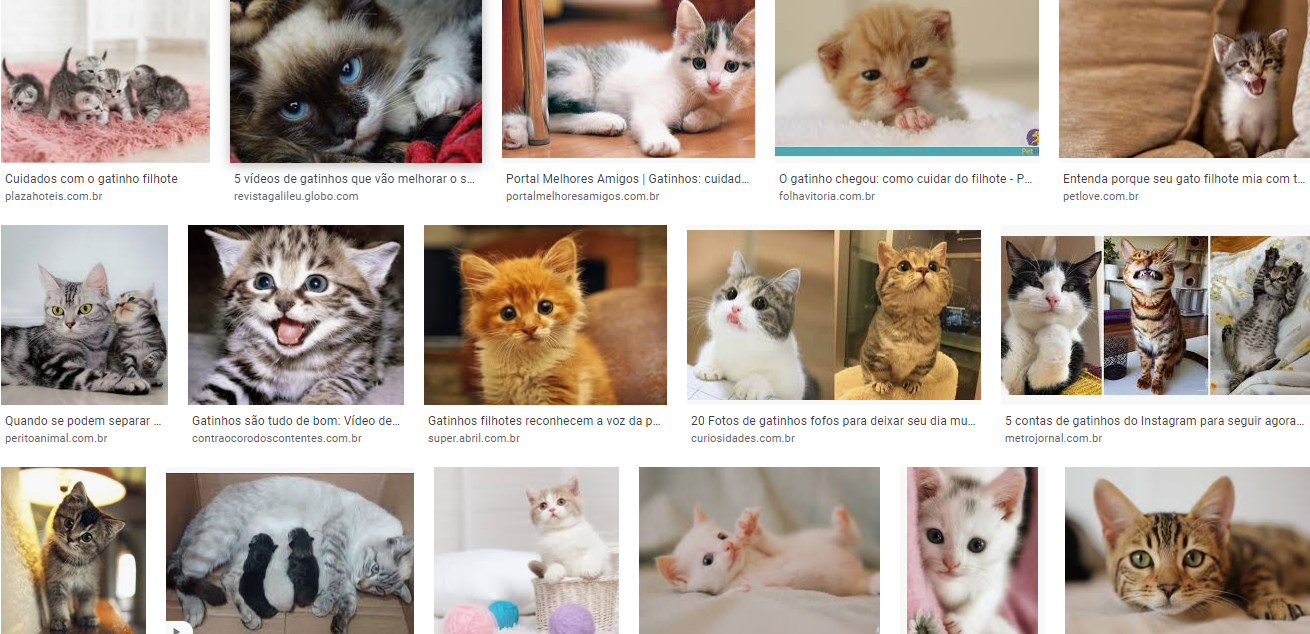 Cuidados com o gatinho filhote
plazahoteis.com.br
5 vídeos de gatinhos que vão melhorar o s...
revistagalileu.globo.com
Portal Melhores Amigos | Gatinhos: cuidad...
portalmelhoresamigos.com.br
O gatinho chegou: como cuidar do filhote - P...
folhavitoria.com.br
Entenda porque seu gato filhote mia com t...
petlove.com.br
Quando se podem separar ...
peritoanimal.com.br
Gatinhos são tudo de bom: Vídeo de...
contraocorodoscontentes.com.br
Gatinhos filhotes reconhecem a voz da p...
super.abril.com.br
20 Fotos de gatinhos fofos para deixar seu dia mu...
curiosidades.com.br
5 contas de gatinhos do Instagram para seguir agora...
metrojornal.com.br